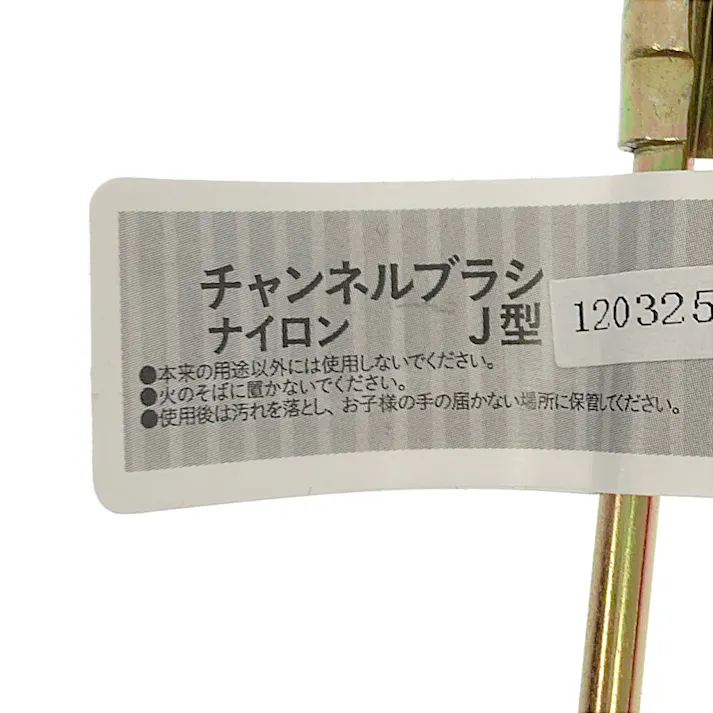 チャンネルブラシ
ナイロン J型
120325
●本来の用途以外には使用しないでください。
●火のそばに置かないでください。
●使用後は汚れを落とし、お子様の手の届かない場所に保管してください。